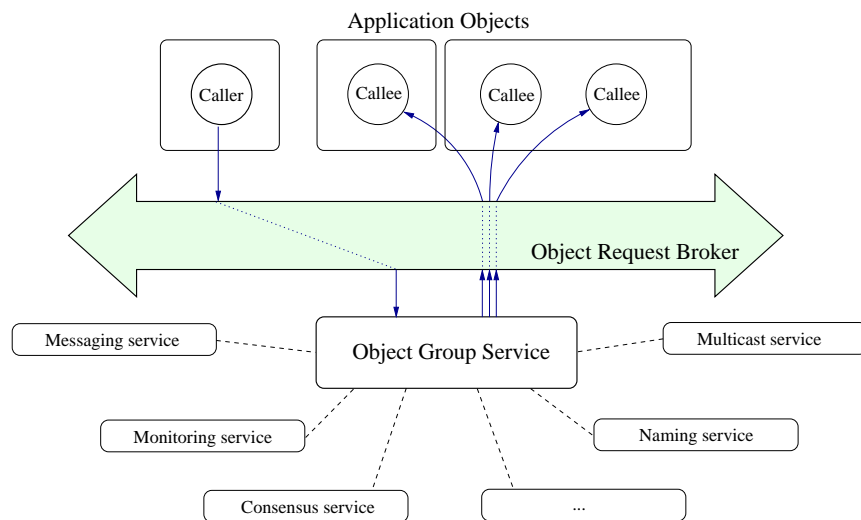 Application Objects
Caller
Callee
Callee
Callee
Object Request Broker
Messaging service
Object Group Service
Multicast service
Monitoring service
Naming service
Consensus service
...